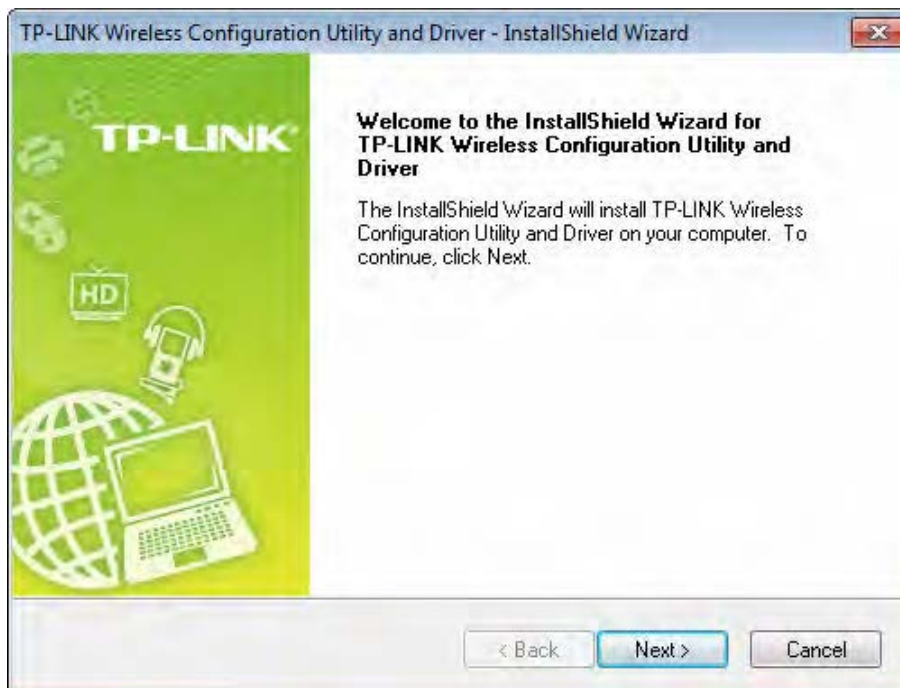 TP-LINK Wireless Configuration Utility and Driver - InstallShield Wizard
TP-LINK
HD
Welcome to the InstallShield Wizard for
TP-LINK Wireless Configuration Utility and
Driver
The InstallShield Wizard will install TP-LINK Wireless
Configuration Utility and Driver on your computer. To
continue, click Next.
< Back
Next >
Cancel